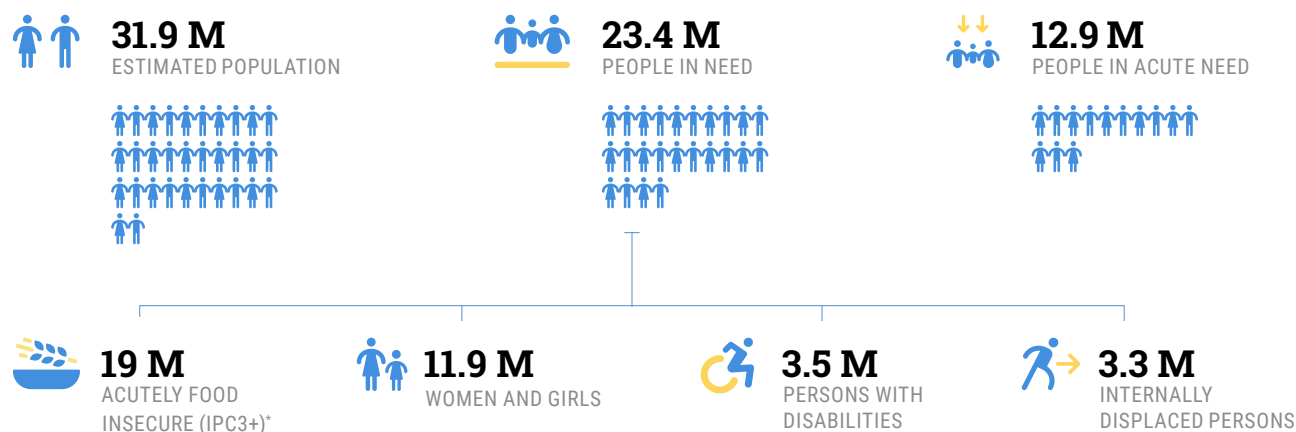 31.9 M
ESTIMATED POPULATION
23.4 M
PEOPLE IN NEED
12.9 M
PEOPLE IN ACUTE NEED
19 M
ACUTELY FOOD
INSECURE (IPC3+)*
11.9 M
WOMEN AND GIRLS
3.5 M
PERSONS WITH
DISABILITIES
3.3 M
INTERNALLY
DISPLACED PERSONS